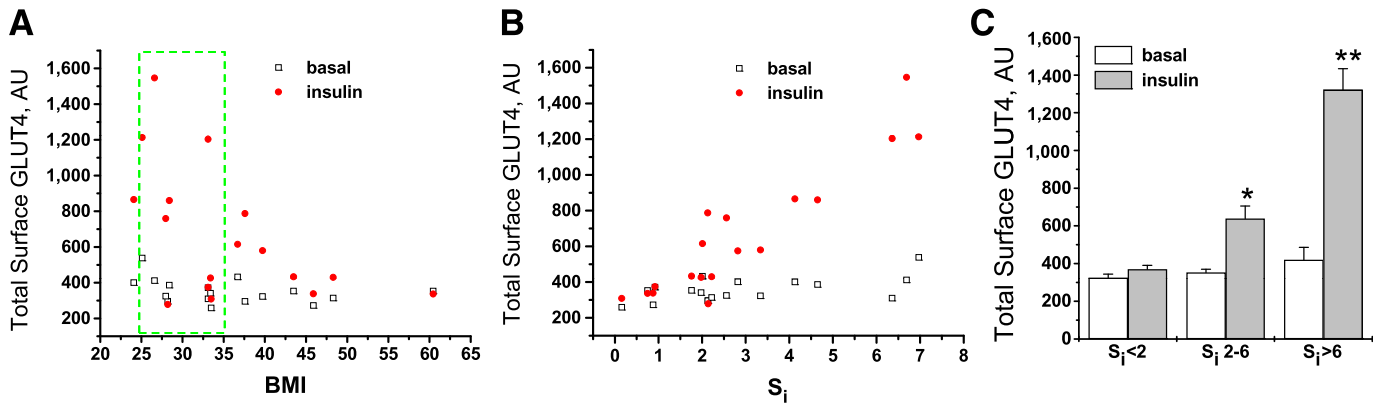 A
Total Surface GLUT4, AU
1,600
1,400
1,200
1,000
800
600
400
200
20 25 30 35 40 45 50 55 60 65
BMI
basal
insulin
B
Total Surface GLUT4, AU
1,600
1,400
1,200
1,000
800
600
400
200
0 1 2 3 4 5 6 7 8
Si
basal
insulin
C
Total Surface GLUT4, AU
1,600
1,400
1,200
1,000
800
600
400
200
0
basal
insulin
*
**
Si<2 Si 2-6 Si>6